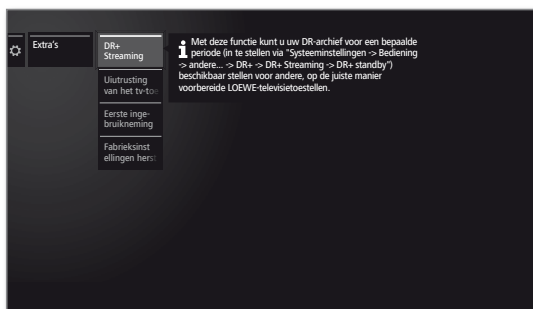 Extra's
DR+
Streaming
Uiutrusting
van het tv-toe
Eerste inge-
bruikneming
Fabrieksinst
ellingen herst
Met deze functie kunt u uw DR-archief voor een bepaalde
periode (in te stellen via "Systeeminstellingen -> Bediening
-> andere... -> DR+ -> DR+ Streaming -> DR+ standby")
beschikbaar stellen voor andere, op de juiste manier
voorbereide LOEWE-televisietoestellen.